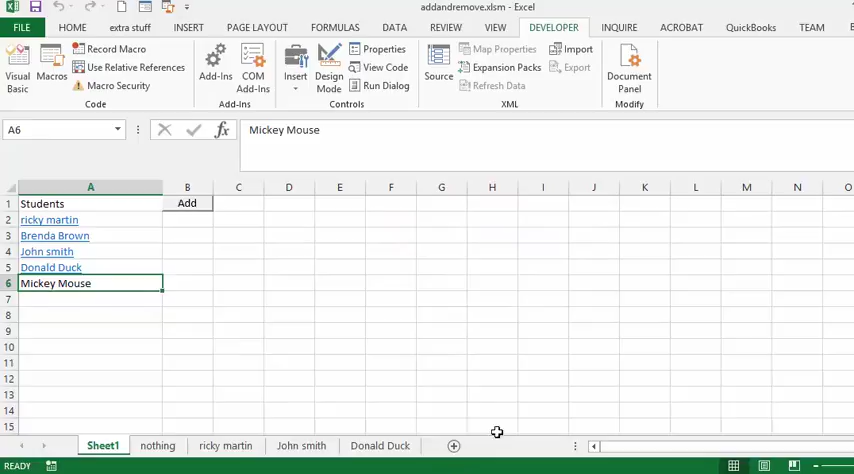 addandremove.xlsm - Excel
FILE HOME extra stuff INSERT PAGE LAYOUT FORMULAS DATA REVIEW VIEW DEVELOPER INQUIRE ACROBAT QuickBooks TEAM
Visual Basic
Macros
Record Macro
Use Relative References
Macro Security
Code
Add-Ins
COM Add-Ins
Add-Ins
Insert
Design Mode
Properties
View Code
Run Dialog
Controls
Source
Map Properties
Expansion Packs
Refresh Data
Import
Export
XML
Document Panel
Modify
A6 fx Mickey Mouse
A B C D E F G H I J K L M N O
1 Students Add
2 ricky martin
3 Brenda Brown
4 John smith
5 Donald Duck
6 Mickey Mouse
7
8
9
10
11
12
13
14
15
Sheet1 nothing ricky martin John smith Donald Duck
READY